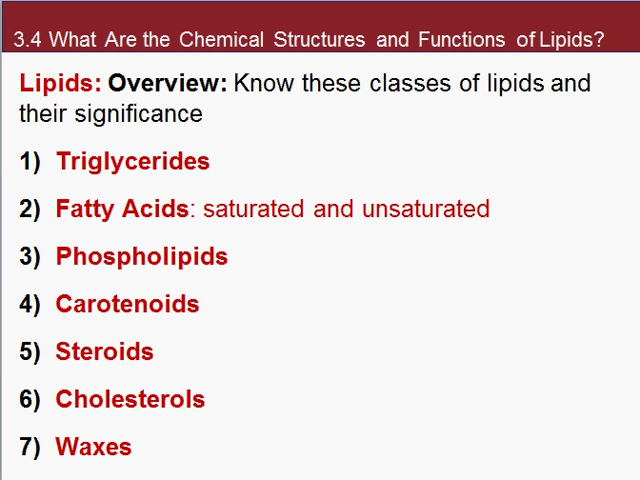 3.4 What Are the Chemical Structures and Functions of Lipids?
Lipids: Overview: Know these classes of lipids and
their significance
1) Triglycerides
2) Fatty Acids: saturated and unsaturated
3) Phospholipids
4) Carotenoids
5) Steroids
6) Cholesterols
7) Waxes